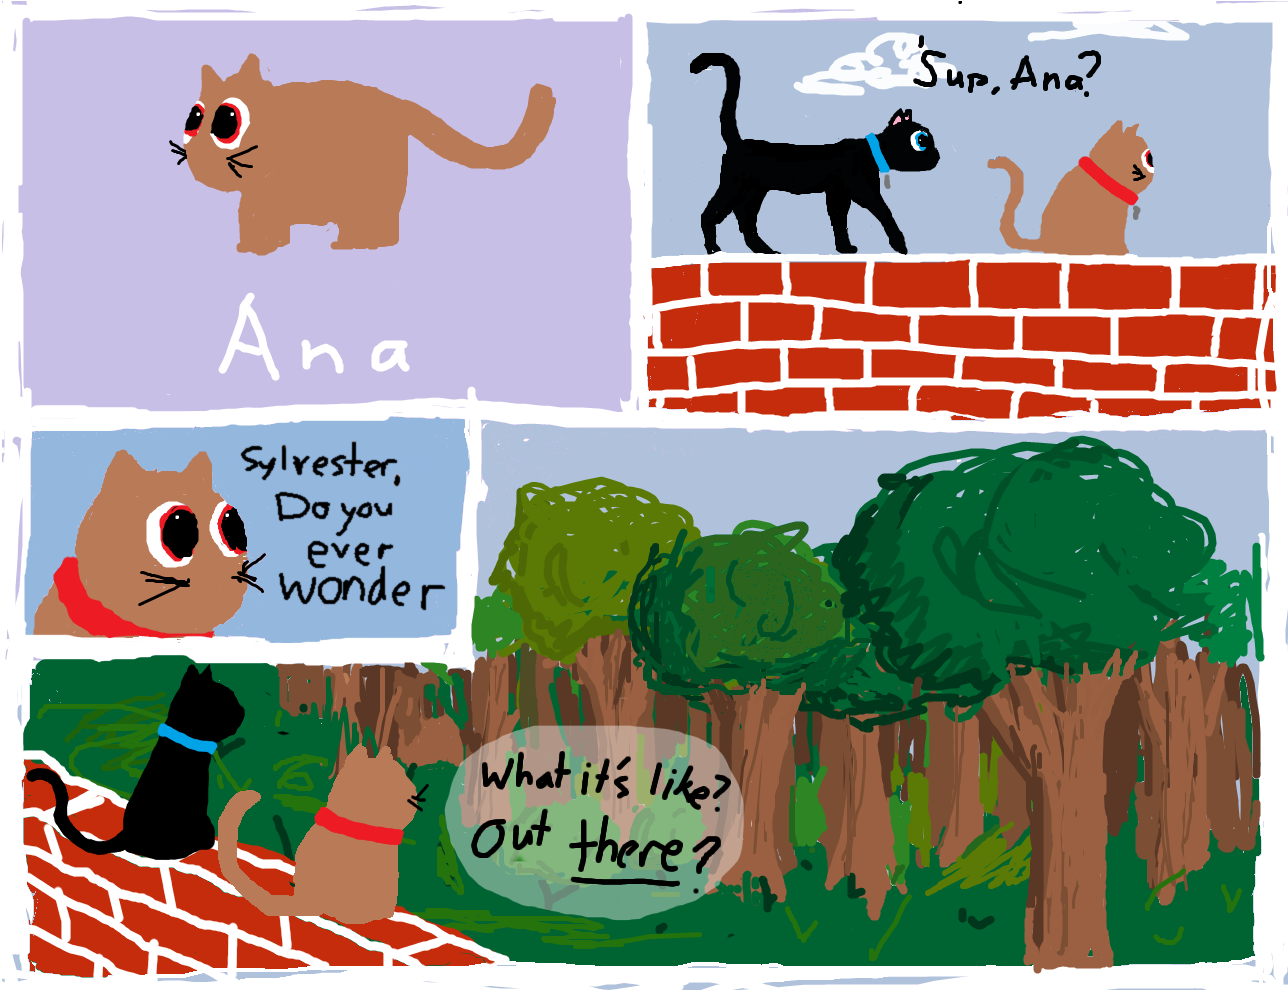 Ana
'Sup, Ana?
Sylvester,
Do you
ever
wonder
What it's like?
Out there?